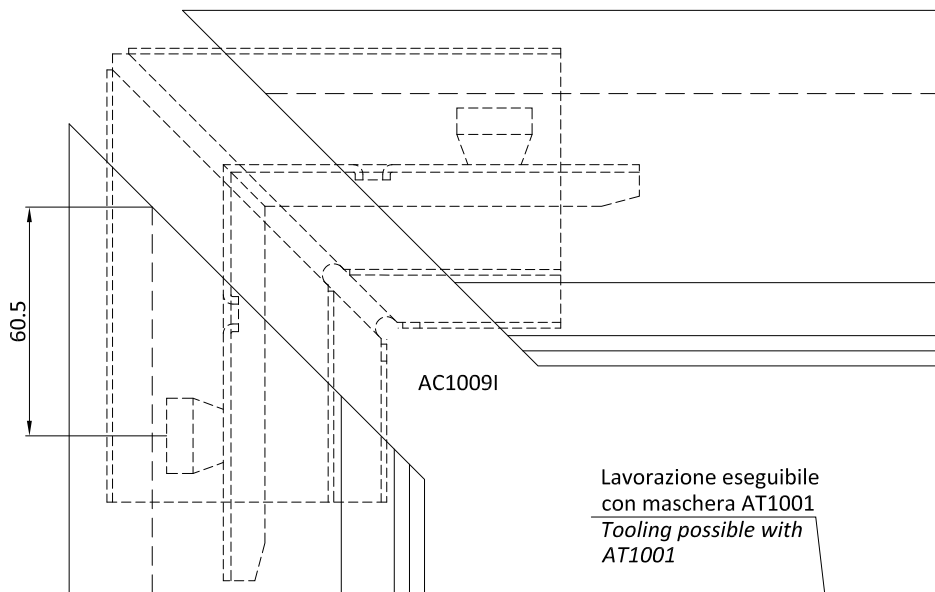 60.5
AC1009I
Lavorazione eseguibile
con maschera AT1001
Tooling possible with
AT1001